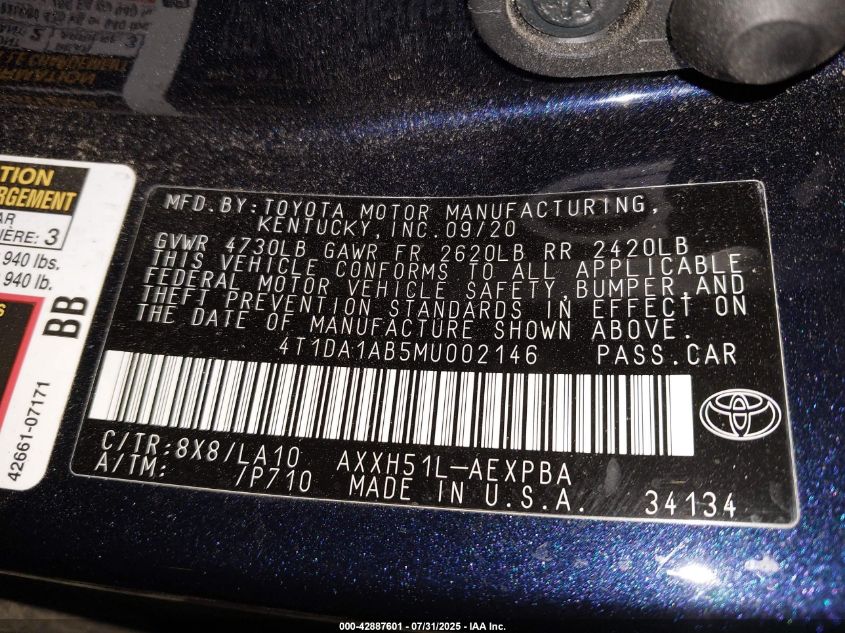 MFD.BY:TOYOTA MOTOR MANUFACTURING,
KENTUCKY, INC.09/20
GVWR 4730LB GAWR FR 2620LB RR 2420LB
THIS VEHICLE CONFORMS TO ALL APPLICABLE
FEDERAL MOTOR VEHICLE SAFETY,BUMPER,AND
THEFT PREVENTION STANDARDS IN EFFECT ON
THE DATE OF MANUFACTURE SHOWN ABOVE.
4T1DA1AB5MU002146 PASS.CAR
C/TR:8X8/LA10 AXXH51L-AEXPBA
A/TM: /P710 MADE IN U.S.A. 34134
3
940 lbs.
940 lb.
BB
42661-07171
000-42887601 - 07/31/2025 - IAA Inc.